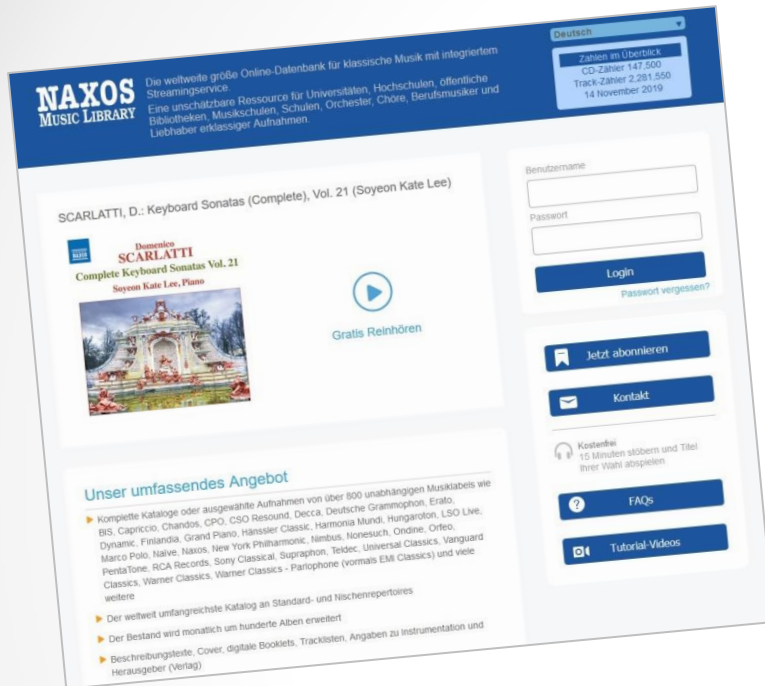 NAXOS
MUSIC LIBRARY
Die weltweite größe Online-Datenbank für klassische Musik mit integriertem
Streamingservice.
Eine unschätzbare Ressource für Universitäten, Hochschulen, öffentliche
Bibliotheken, Musikschulen, Schulen, Orchester, Chöre, Berufsmusiker und
Liebhaber erklassiger Aufnahmen.
Deutsch
Zahlen im Überblick
CD-Zähler 147,500
Track-Zähler 2,281,550
14 November 2019
SCARLATTI, D.: Keyboard Sonatas (Complete), Vol. 21 (Soyeon Kate Lee)
NAXOS
Domenico
SCARLATTI
Complete Keyboard Sonatas Vol. 21
Soyeon Kate Lee, Piano
Gratis Reinhören
Benutzername
Passwort
Login
Passwort vergessen?
Jetzt abonnieren
Kontakt
Kostenfrei
15 Minuten stöbern und Titel
Ihrer Wahl abspielen
FAQs
Tutorial-Videos
Unser umfassendes Angebot
Komplette Kataloge oder ausgewählte Aufnahmen von über 800 unabhängigen Musiklabels wie
BIS, Capriccio, Chandos, CPO, CSO Resound, Decca, Deutsche Grammophon, Erato,
Dynamic, Finlandia, Grand Piano, Hänssler Classic, Harmonia Mundi, Hungaroton, LSO Live,
Marco Polo, Naïve, Naxos, New York Philharmonic, Nimbus, Nonesuch, Ondine, Orfeo,
PentaTone, RCA Records, Sony Classical, Supraphon, Teldec, Universal Classics, Vanguard
Classics, Warner Classics, Warner Classics - Parlophone (vormals EMI Classics) und viele
weitere
Der weltweit umfangreichste Katalog an Standard- und Nischenrepertoires
Der Bestand wird monatlich um hunderte Alben erweitert
Beschreibungstexte, Cover, digitale Booklets, Tracklisten, Angaben zu Instrumentation und
Herausgeber (Verlag)